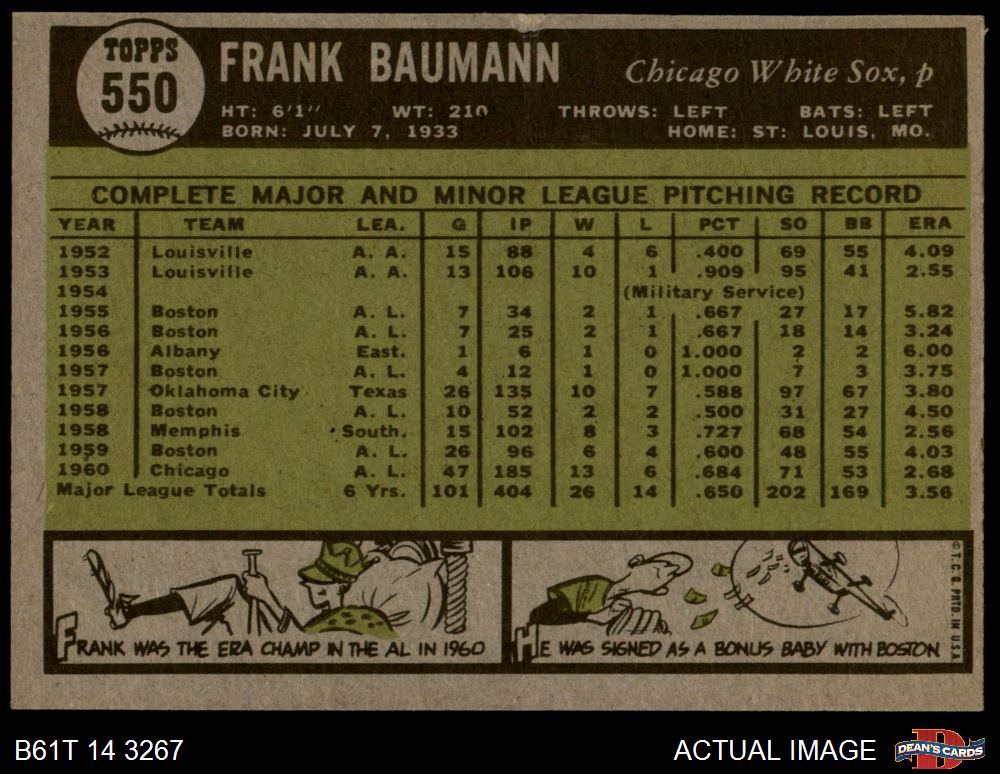 TOPPS
550
FRANK BAUMANN
Chicago White Sox, p
HT: 6'1" WT: 210 THROWS: LEFT BATS: LEFT
BORN: JULY 7, 1933 HOME: ST: LOUIS, MO.
COMPLETE MAJOR AND MINOR LEAGUE PITCHING RECORD
YEAR TEAM LEA. G IP W L PCT SO BB ERA
1952 Louisville A. A. 15 88 4 6 .400 69 55 4.09
1953 Louisville A. A. 13 106 10 1 .909 95 41 2.55
1954 (Military Service)
1955 Boston A. L. 7 34 2 1 .667 27 17 5.82
1956 Boston A. L. 7 25 2 1 .667 18 14 3.24
1956 Albany East. 1 6 1 0 1.000 2 2 6.00
1957 Boston A. L. 4 12 1 0 1.000 7 3 3.75
1957 Oklahoma City Texas 26 135 10 7 .588 97 67 3.80
1958 Boston A. L. 10 52 2 2 .500 31 27 4.50
1958 Memphis South. 15 102 8 3 .727 68 54 2.56
1959 Boston A. L. 26 96 6 4 .600 48 55 4.03
1960 Chicago A. L. 47 185 13 6 .684 71 53 2.68
Major League Totals 6 Yrs. 101 404 26 14 .650 202 169 3.56
FRANK WAS THE ERA CHAMP IN THE AL IN 1960
HE WAS SIGNED AS A BONUS BABY WITH BOSTON
© T. C. G. PRTD IN U.S.A.
B61T 14 3267
ACTUAL IMAGE
DEAN'S CARDS